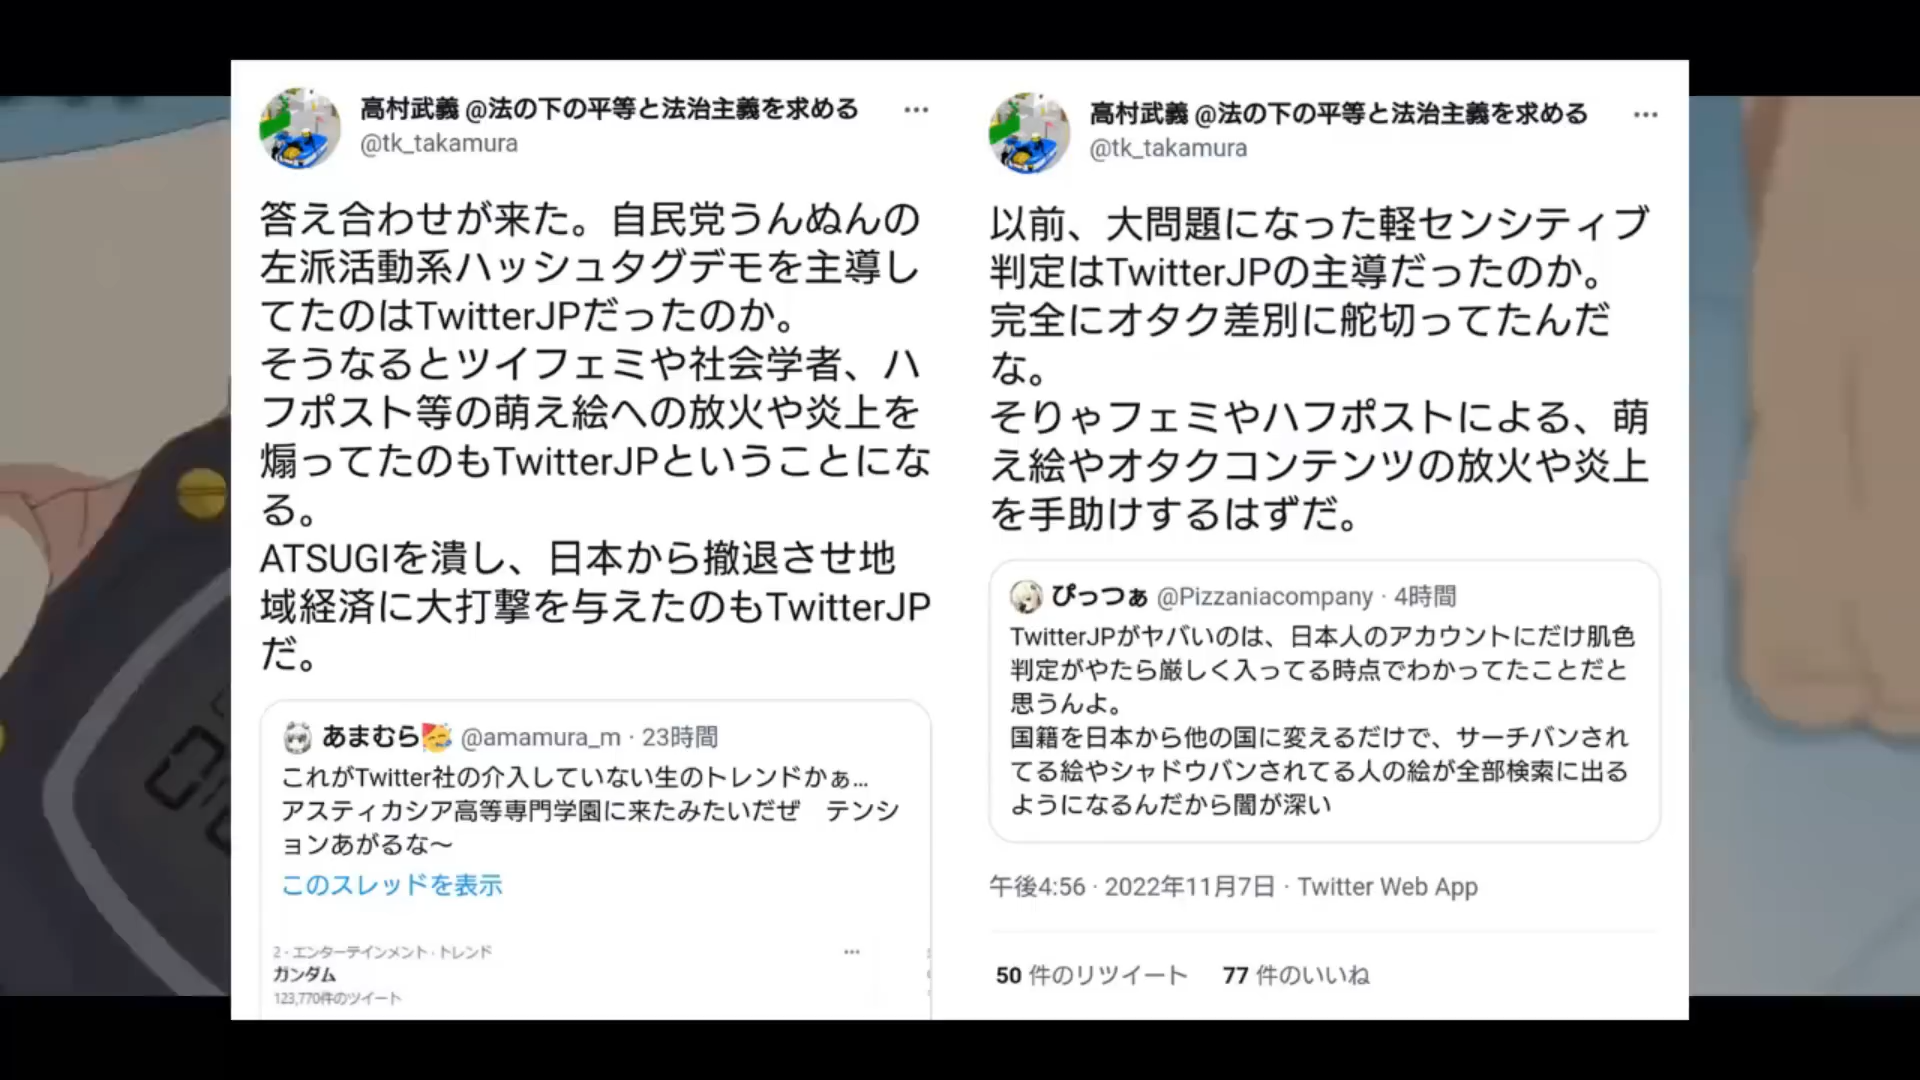 高村武義 @法の下の平等と法治主義を求める
@tk_takamura
答え合わせが来た。自民党うんぬんの
左派活動系ハッシュタグデモを主導し
てたのはTwitterJPだったのか。
そうなるとツイフェミや社会学者、ハ
フポスト等の萌え絵への放火や炎上を
煽ってたのもTwitterJPということにな
る。
ATSUGIを潰し、日本から撤退させ地
域経済に大打撃を与えたのもTwitterJP
だ。
あまむら🥳 @amamura_m · 23時間
これがTwitter社の介入していない生のトレンドかぁ…
アスティカシア高等専門学園に来たみたいだぜ　テンシ
ョンあがるな〜
このスレッドを表示
2 · エンターテインメント · トレンド
ガンダム
123,770件のツイート
高村武義 @法の下の平等と法治主義を求める
@tk_takamura
以前、大問題になった軽センシティブ
判定はTwitterJPの主導だったのか。
完全にオタク差別に舵切ってたんだ
な。
そりゃフェミやハフポストによる、萌
え絵やオタクコンテンツの放火や炎上
を手助けするはずだ。
ぴっつぁ @Pizzaniacompany · 4時間
TwitterJPがヤバいのは、日本人のアカウントにだけ肌色
判定がやたら厳しく入ってる時点でわかってたことだと
思うんよ。
国籍を日本から他の国に変えるだけで、サーチバンされ
てる絵やシャドウバンされてる人の絵が全部検索に出る
ようになるんだから闇が深い
午後4:56 · 2022年11月7日 · Twitter Web App
50 件のリツイート 77 件のいいね